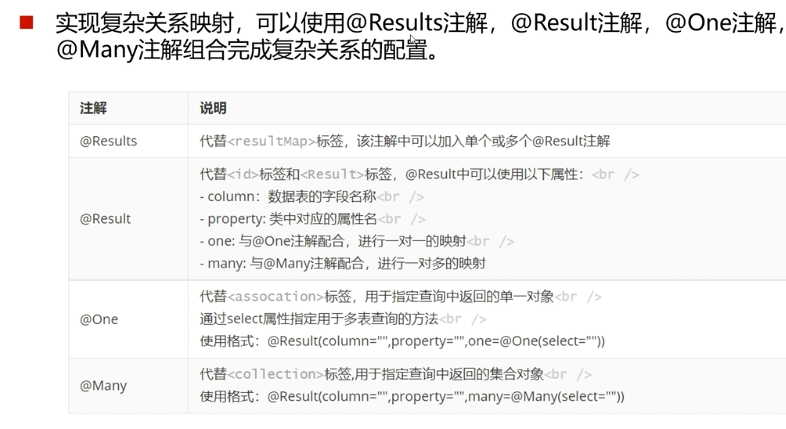 实现复杂关系映射，可以使用@Results注解，@Result注解，@One注解，
@Many注解组合完成复杂关系的配置。
注解 说明
@Results 代替<resultMap>标签，该注解中可以加入单个或多个@Result注解
代替<id>标签和<Result>标签，@Result中可以使用以下属性：<br />
- column：数据表的字段名称<br />
@Result - property: 类中对应的属性名<br />
- one: 与@One注解配合，进行一对一的映射<br />
- many: 与@Many注解配合，进行一对多的映射
代替<assocation>标签，用于指定查询中返回的单一对象<br />
@One 通过select属性指定用于多表查询的方法<br />
使用格式：@Result(column="",property="",one=@One(select=""))
@Many 代替<collection>标签,用于指定查询中返回的集合对象<br />
使用格式：@Result(column="",property="",many=@Many(select=""))